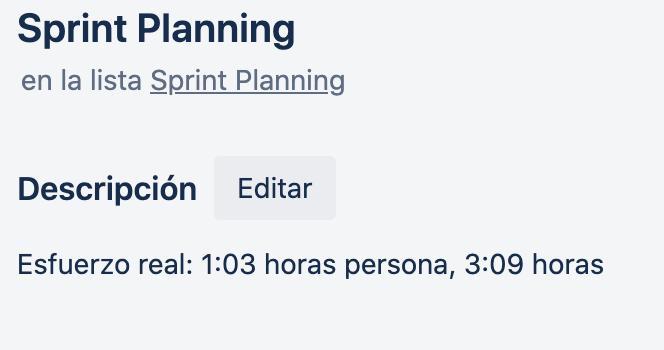 Sprint Planning
en la lista Sprint Planning
Descripción Editar
Esfuerzo real: 1:03 horas persona, 3:09 horas